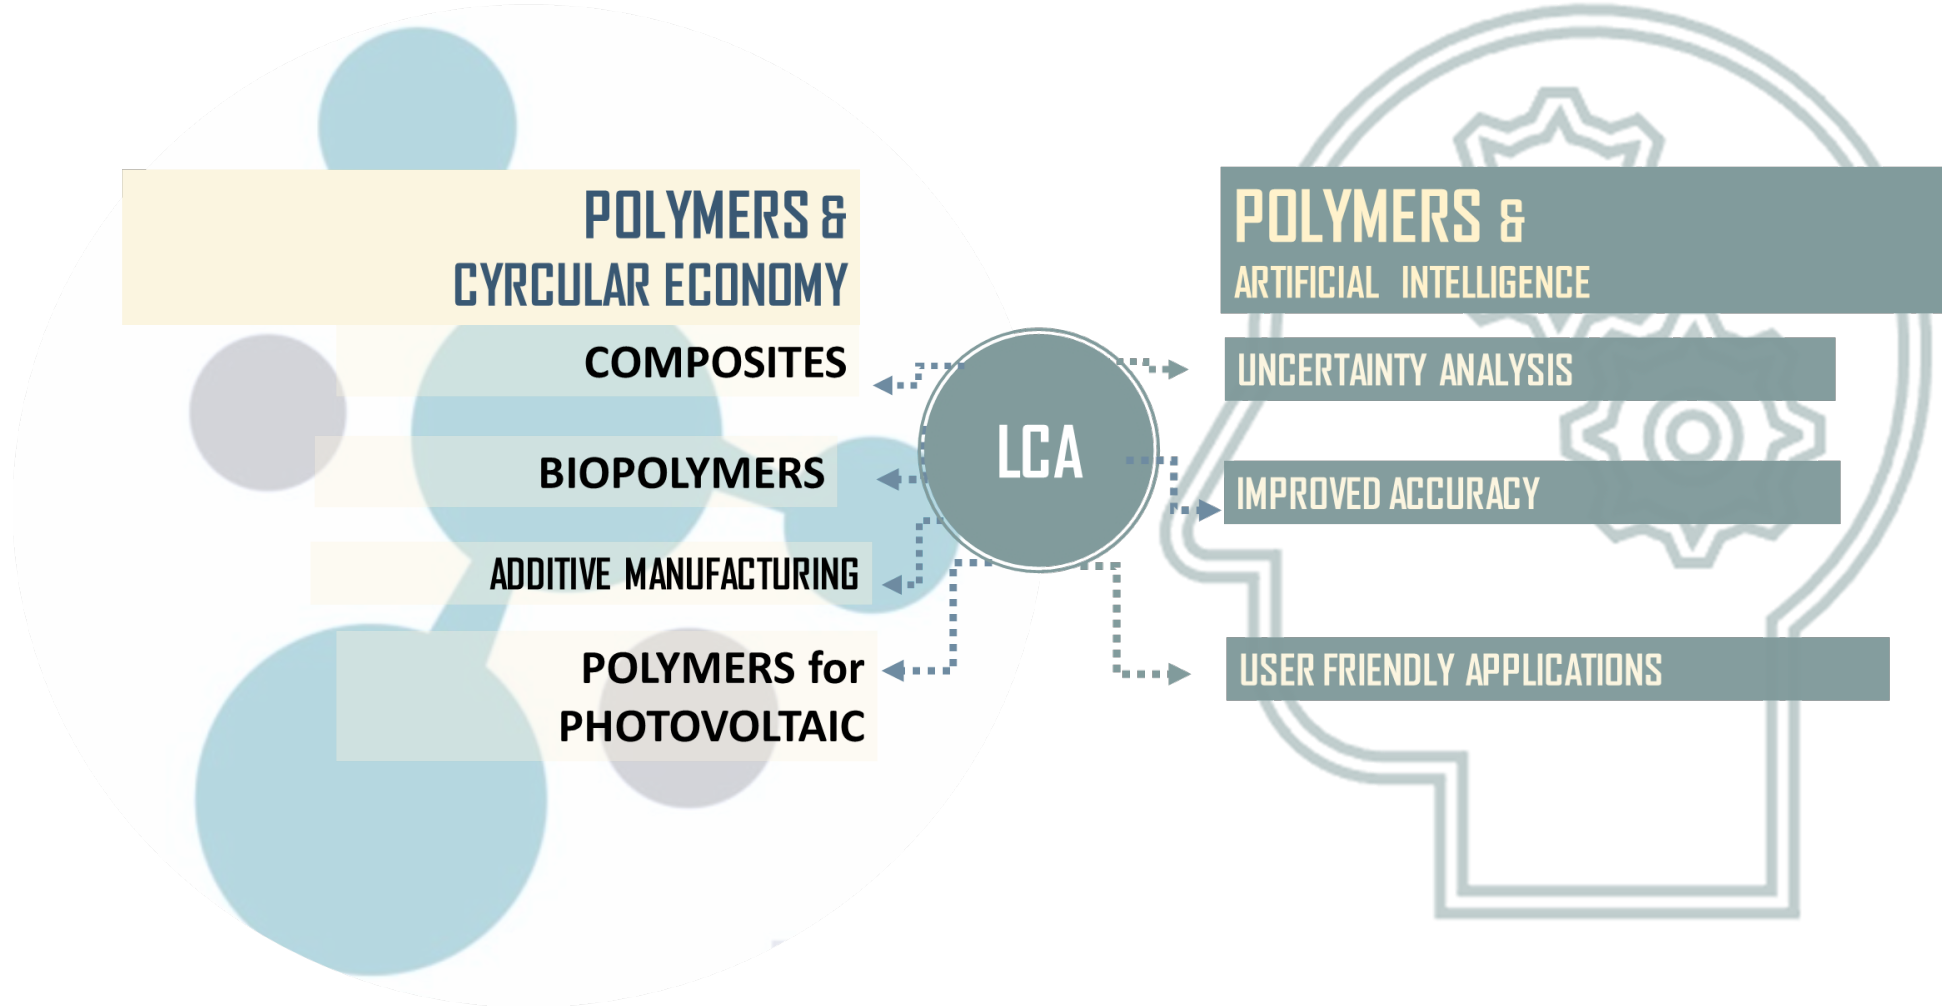 POLYMERS &
CYRCULAR ECONOMY
COMPOSITES
BIOPOLYMERS
ADDITIVE MANUFACTURING
POLYMERS for
PHOTOVOLTAIC
LCA
POLYMERS &
ARTIFICIAL INTELLIGENCE
UNCERTAINTY ANALYSIS
IMPROVED ACCURACY
USER FRIENDLY APPLICATIONS